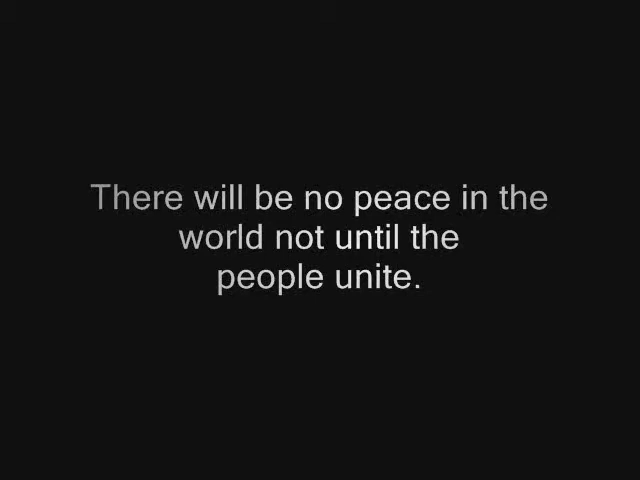 There will be no peace in the
world not until the
people unite.